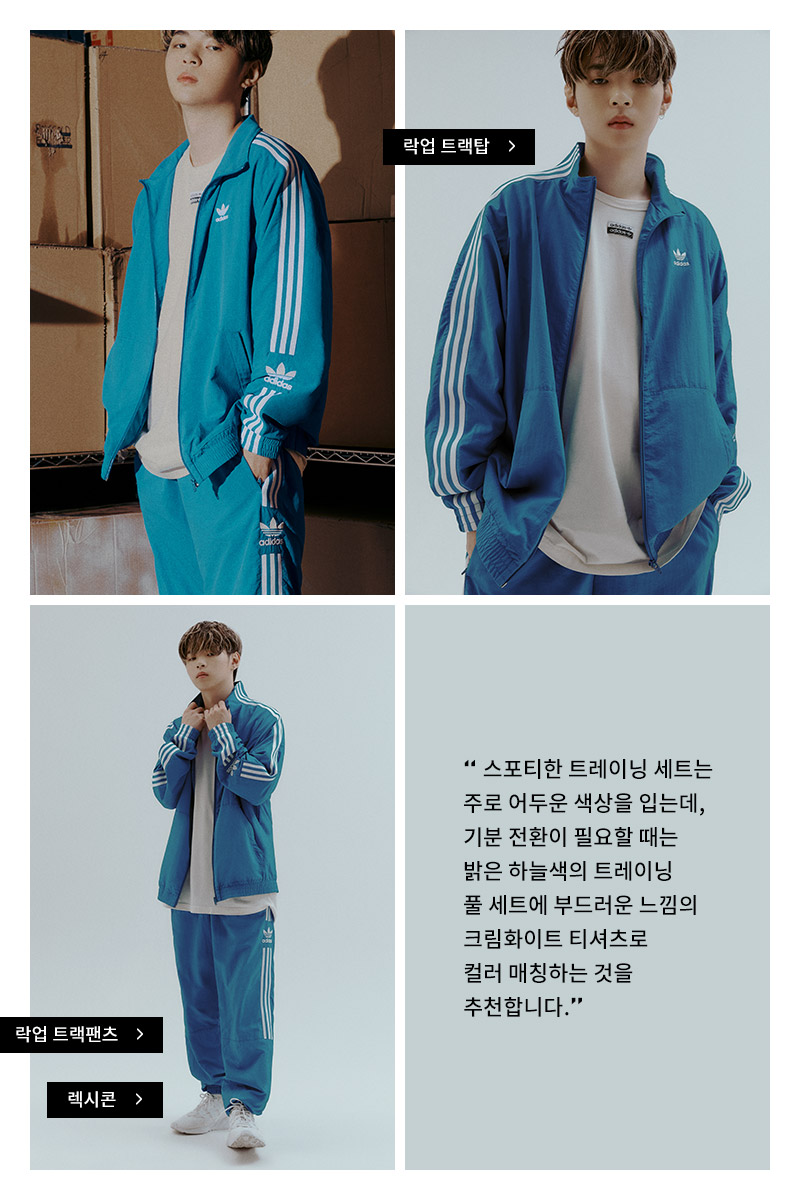 adidas
adidas
adidas
락업 트랙탑 >
adidas
“ 스포티한 트레이닝 세트는
주로 어두운 색상을 입는데,
기분 전환이 필요할 때는
밝은 하늘색의 트레이닝
풀 세트에 부드러운 느낌의
크림화이트 티셔츠로
컬러 매칭하는 것을
추천합니다.”
adidas
락업 트랙팬츠 >
렉시콘 >